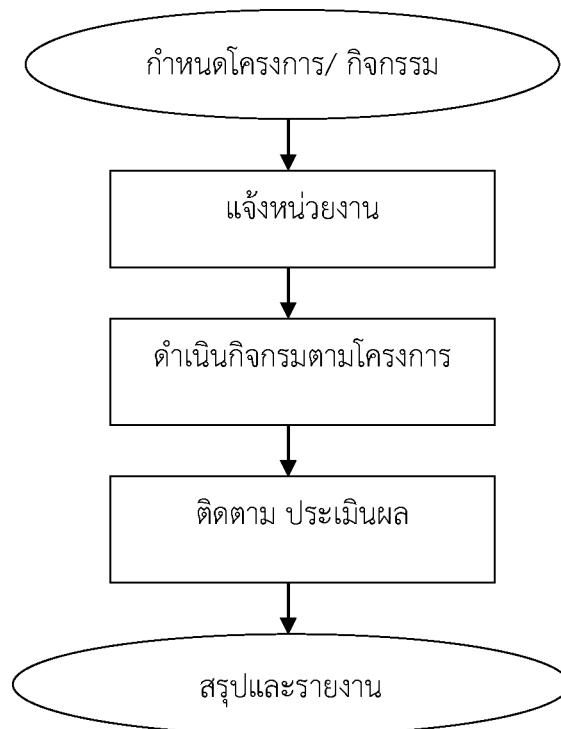 กำหนดโครงการ/ กิจกรรม
แจ้งหน่วยงาน
ดำเนินกิจกรมตามโครงการ
ติดตาม ประเมินผล
สรุปและรายงาน